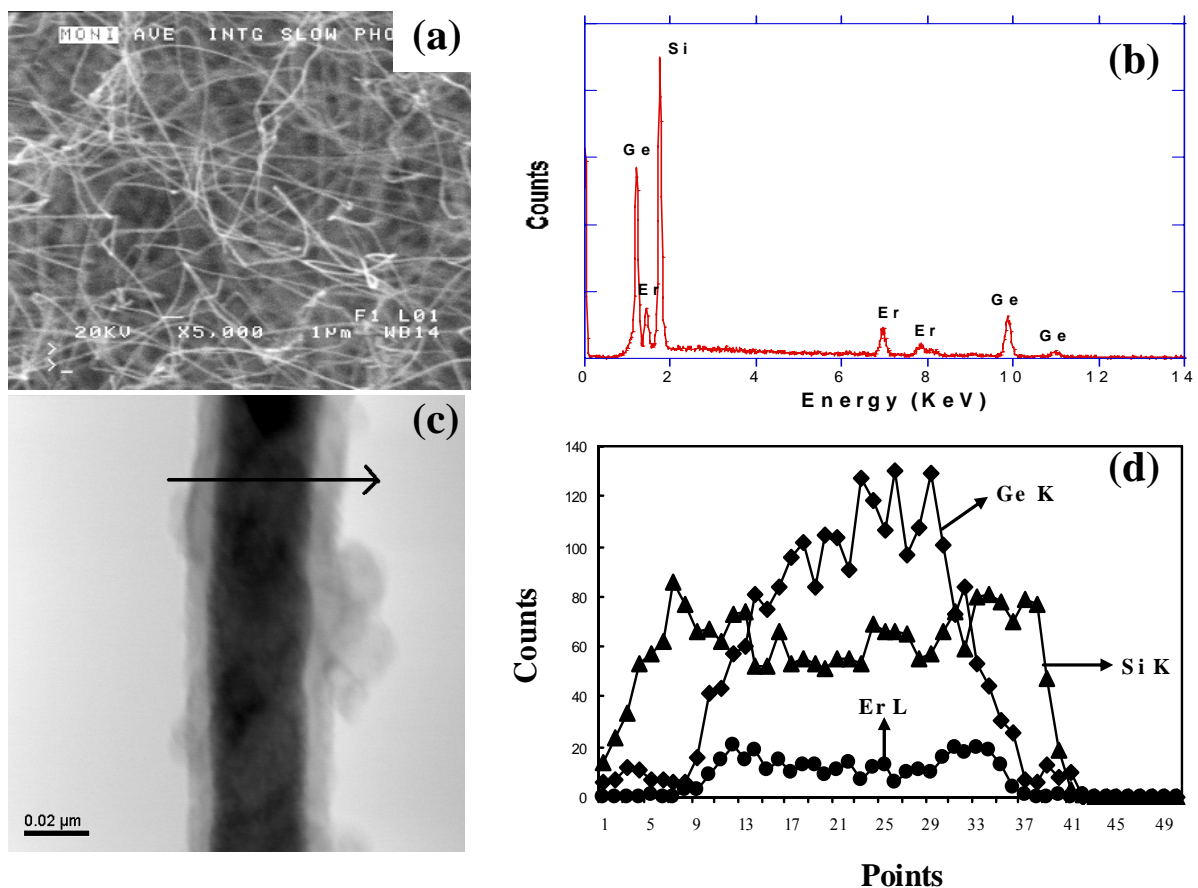 (a)
MONI AVE INTG SLOW PHO
F1 L01
20KV X5,000 1µm WB14
(b)
Si
Ge
Er
Er
Er
Ge
Ge
Counts
0 2 4 6 8 10 12 14
Energy (KeV)
(c)
0.02 µm
(d)
140
120
100
80
60
40
20
0
Ge K
Si K
Er L
Counts
1 5 9 13 17 21 25 29 33 37 41 45 49
Points